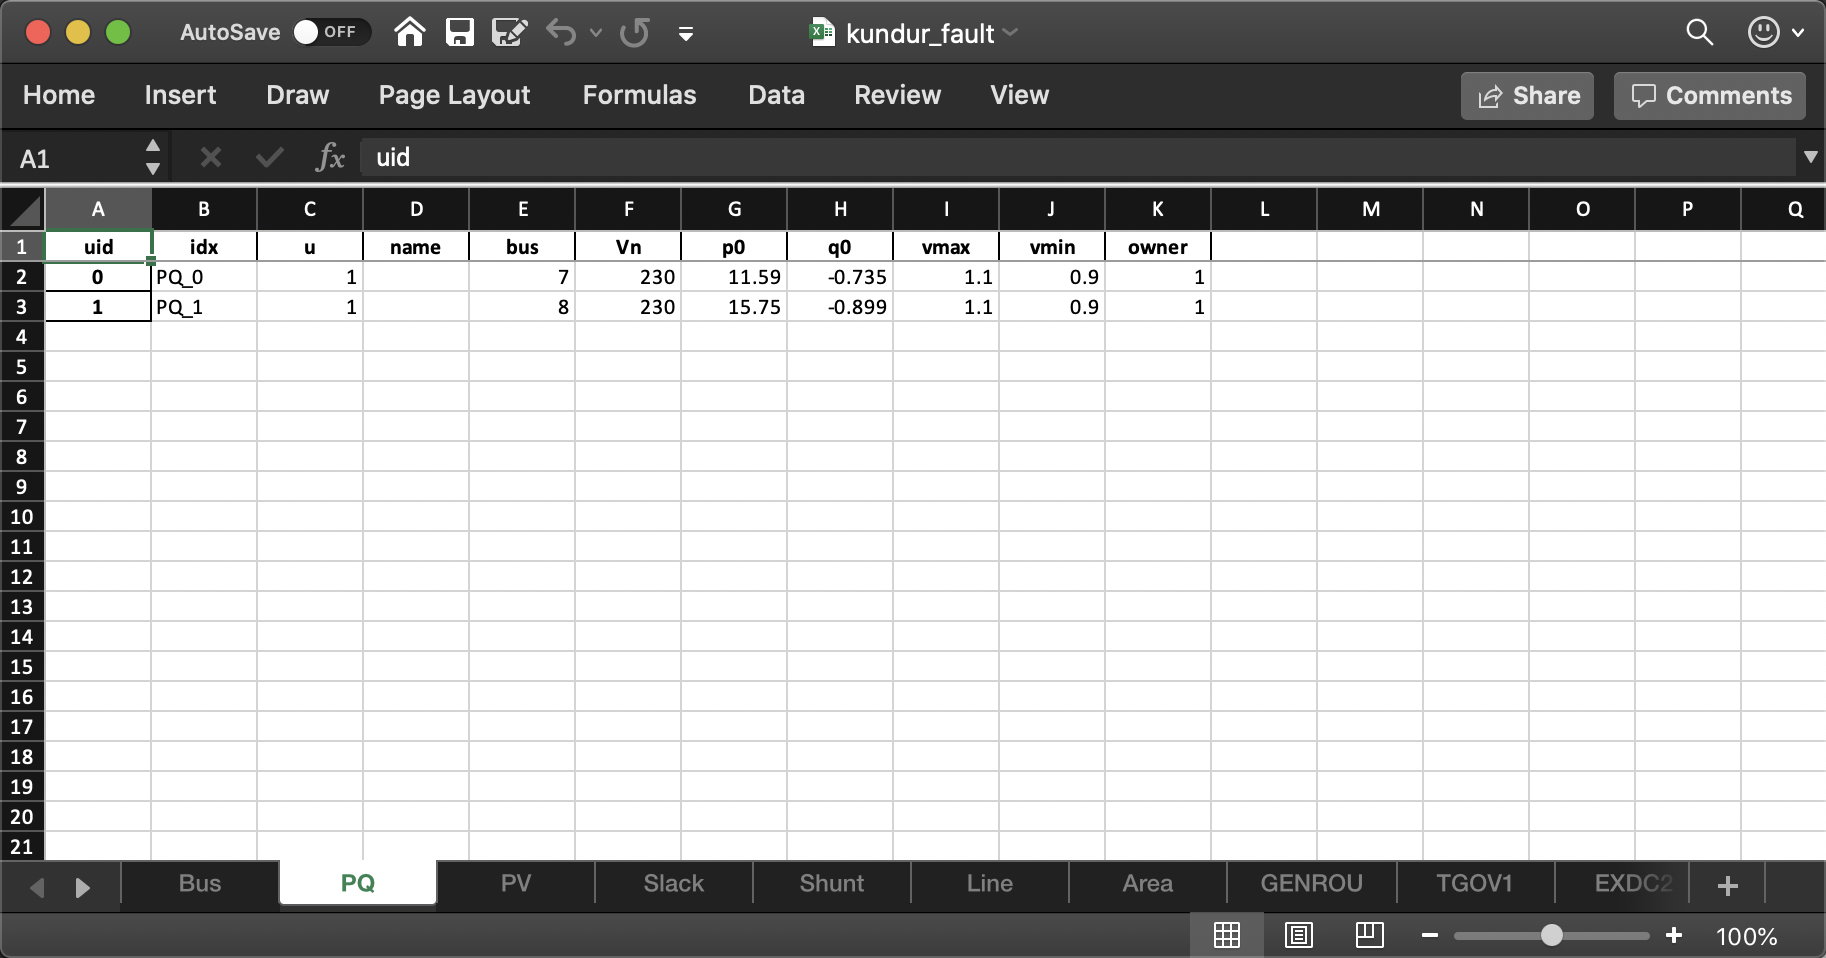 AutoSave OFF kundur_fault
Home Insert Draw Page Layout Formulas Data Review View Share Comments
A1 fx uid
A B C D E F G H I J K L M N O P Q
1 uid idx u name bus Vn p0 q0 vmax vmin owner
2 0 PQ_0 1 7 230 11.59 -0.735 1.1 0.9 1
3 1 PQ_1 1 8 230 15.75 -0.899 1.1 0.9 1
4
5
6
7
8
9
10
11
12
13
14
15
16
17
18
19
20
21
Bus PQ PV Slack Shunt Line Area GENROU TGOV1 EXDC2 +
100%